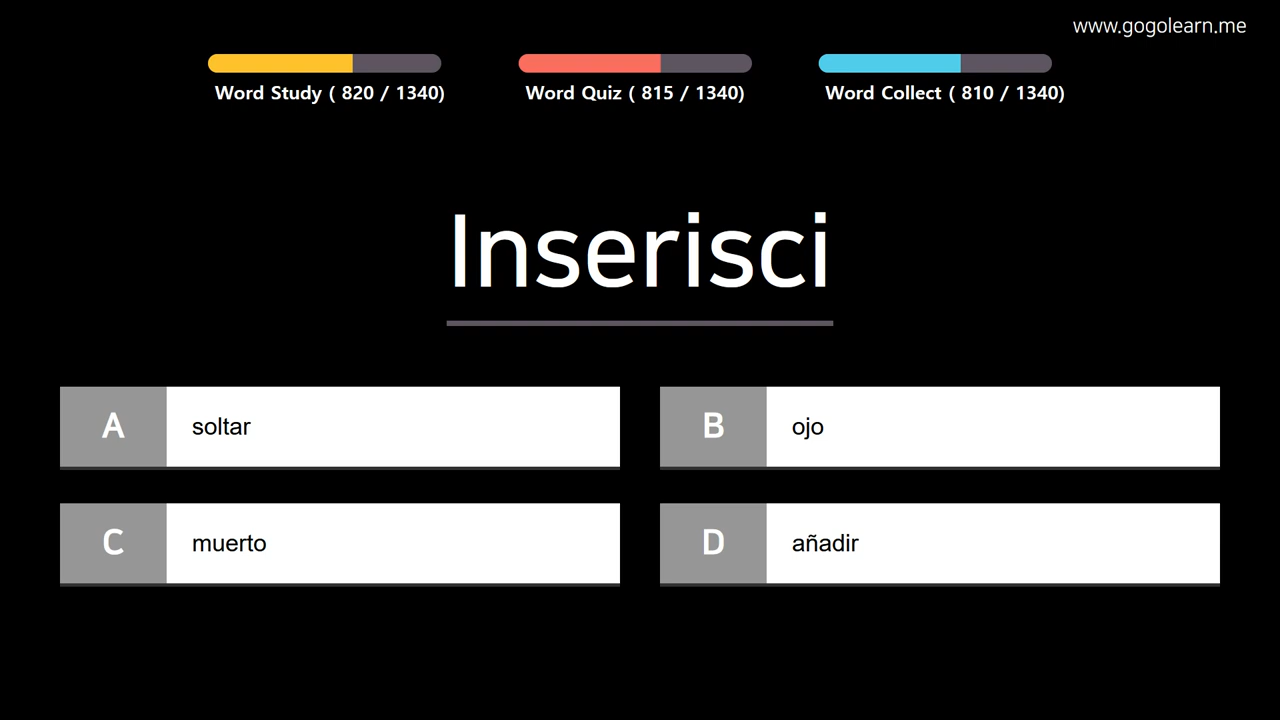 www.gogolearn.me
Word Study ( 820 / 1340)
Word Quiz ( 815 / 1340)
Word Collect ( 810 / 1340)
Inserisci
A soltar
B ojo
C muerto
D añadir